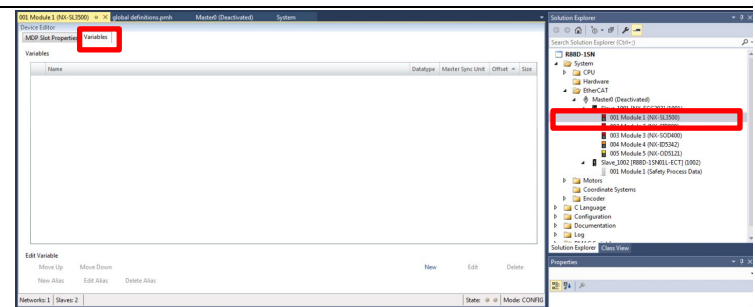 001 Module 1 (NX-SL3500) global definitions.pmh Master0 (Deactivated) System
Device Editor
MDP Slot Properties Variables
Variables
Name Datatype Master Sync Unit Offset Size
Edit Variable
Move Up Move Down New Edit Delete
New Alias Edit Alias Delete Alias
Networks: 1 Slaves: 2 State: Mode: CONFIG
Solution Explorer
Search Solution Explorer (Ctrl+;)
R88D-1SN
System
CPU
Hardware
EtherCAT
Master0 (Deactivated)
001 Module 1 (NX-SL3500)
003 Module 3 (NX-SOD400)
004 Module 4 (NX-ID5342)
005 Module 5 (NX-OD5121)
Slave_1002 [R88D-1SN01L-ECT] (1002)
001 Module 1 (Safety Process Data)
Motors
Coordinate Systems
Encoder
C Language
Configuration
Documentation
Log
Solution Explorer Class View
Properties